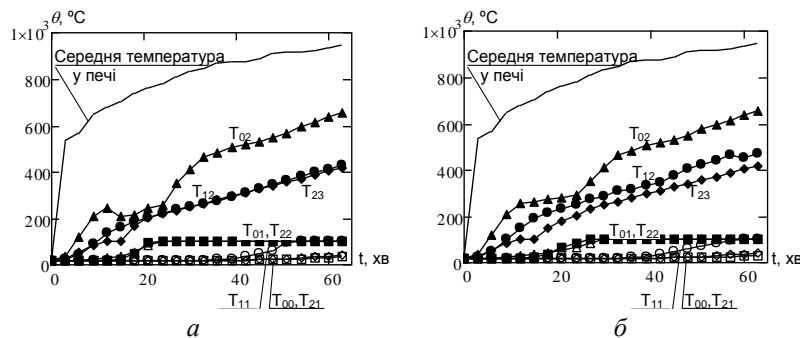 1×10³ θ, ºC
Середня температура
у печі
800
600
400
200
0
T02
T12
T23
T01,T22
0 20 40 60 t, хв
T11 T00,T21
а
1×10³ θ, ºC
Середня температура
у печі
800
600
400
200
0
T02
T12
T23
T01,T22
0 20 40 60 t, хв
T11 T00,T21
б